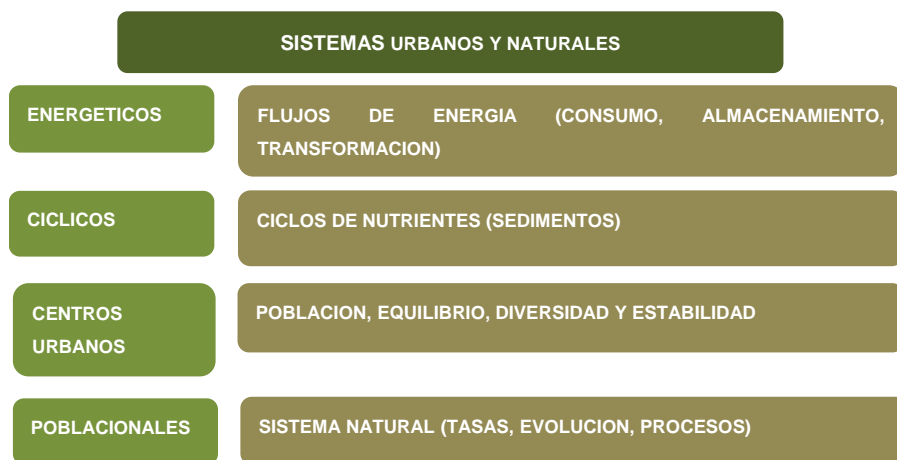 SISTEMAS URBANOS Y NATURALES
ENERGETICOS
FLUJOS DE ENERGIA (CONSUMO, ALMACENAMIENTO,
TRANSFORMACION)
CICLICOS
CICLOS DE NUTRIENTES (SEDIMENTOS)
CENTROS
URBANOS
POBLACION, EQUILIBRIO, DIVERSIDAD Y ESTABILIDAD
POBLACIONALES
SISTEMA NATURAL (TASAS, EVOLUCION, PROCESOS)